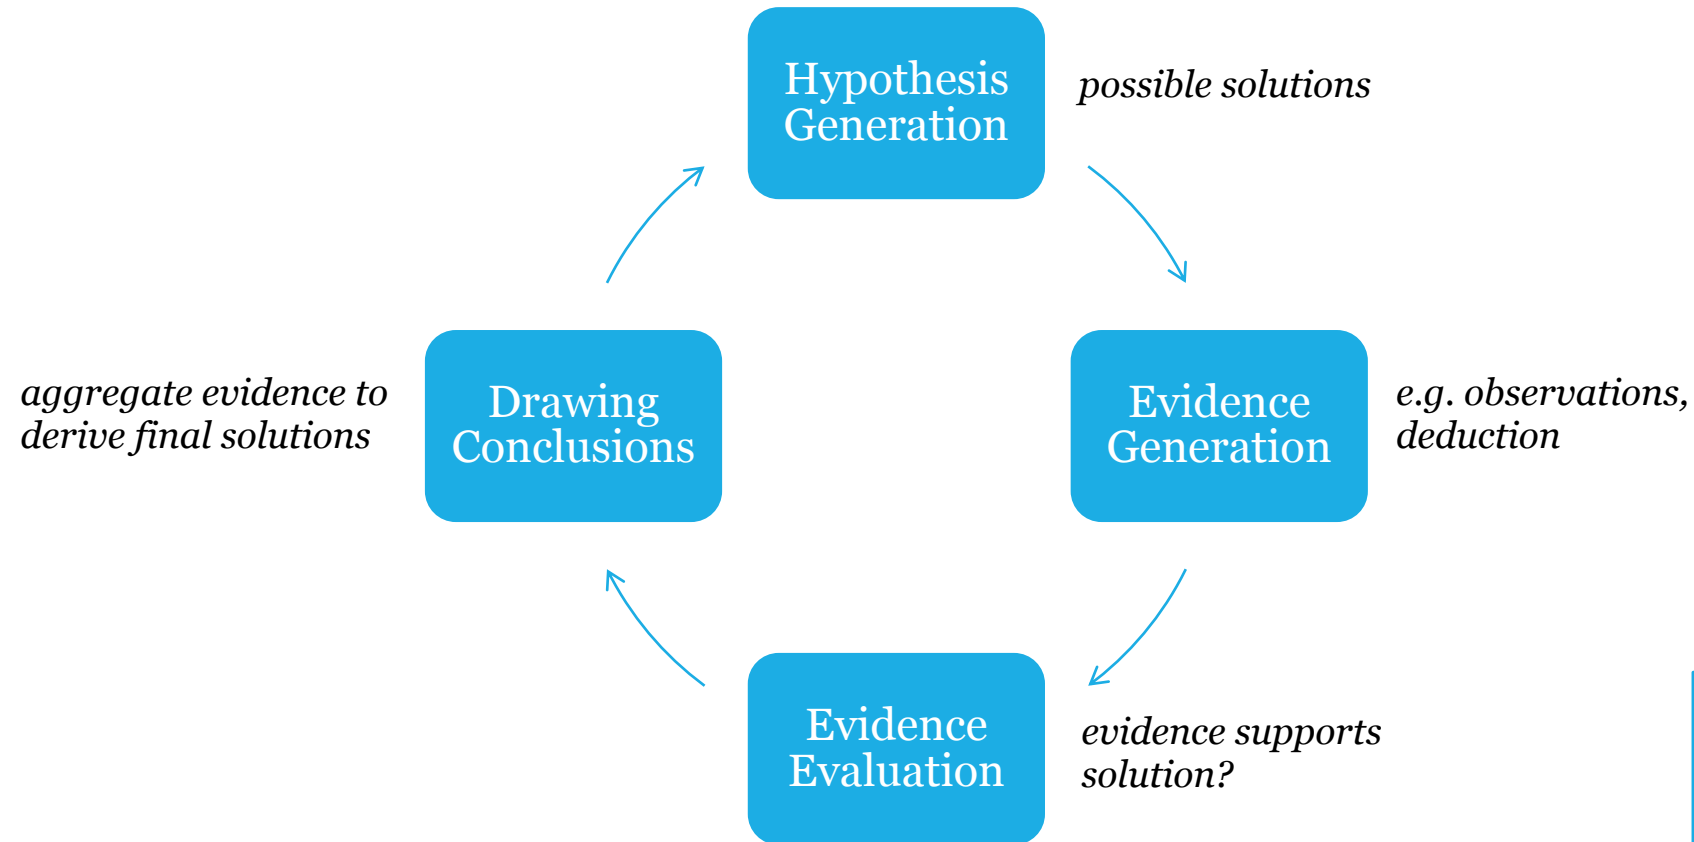 Hypothesis
Generation
possible solutions
Evidence
Generation
e.g. observations,
deduction
Evidence
Evaluation
evidence supports
solution?
Drawing
Conclusions
aggregate evidence to
derive final solutions